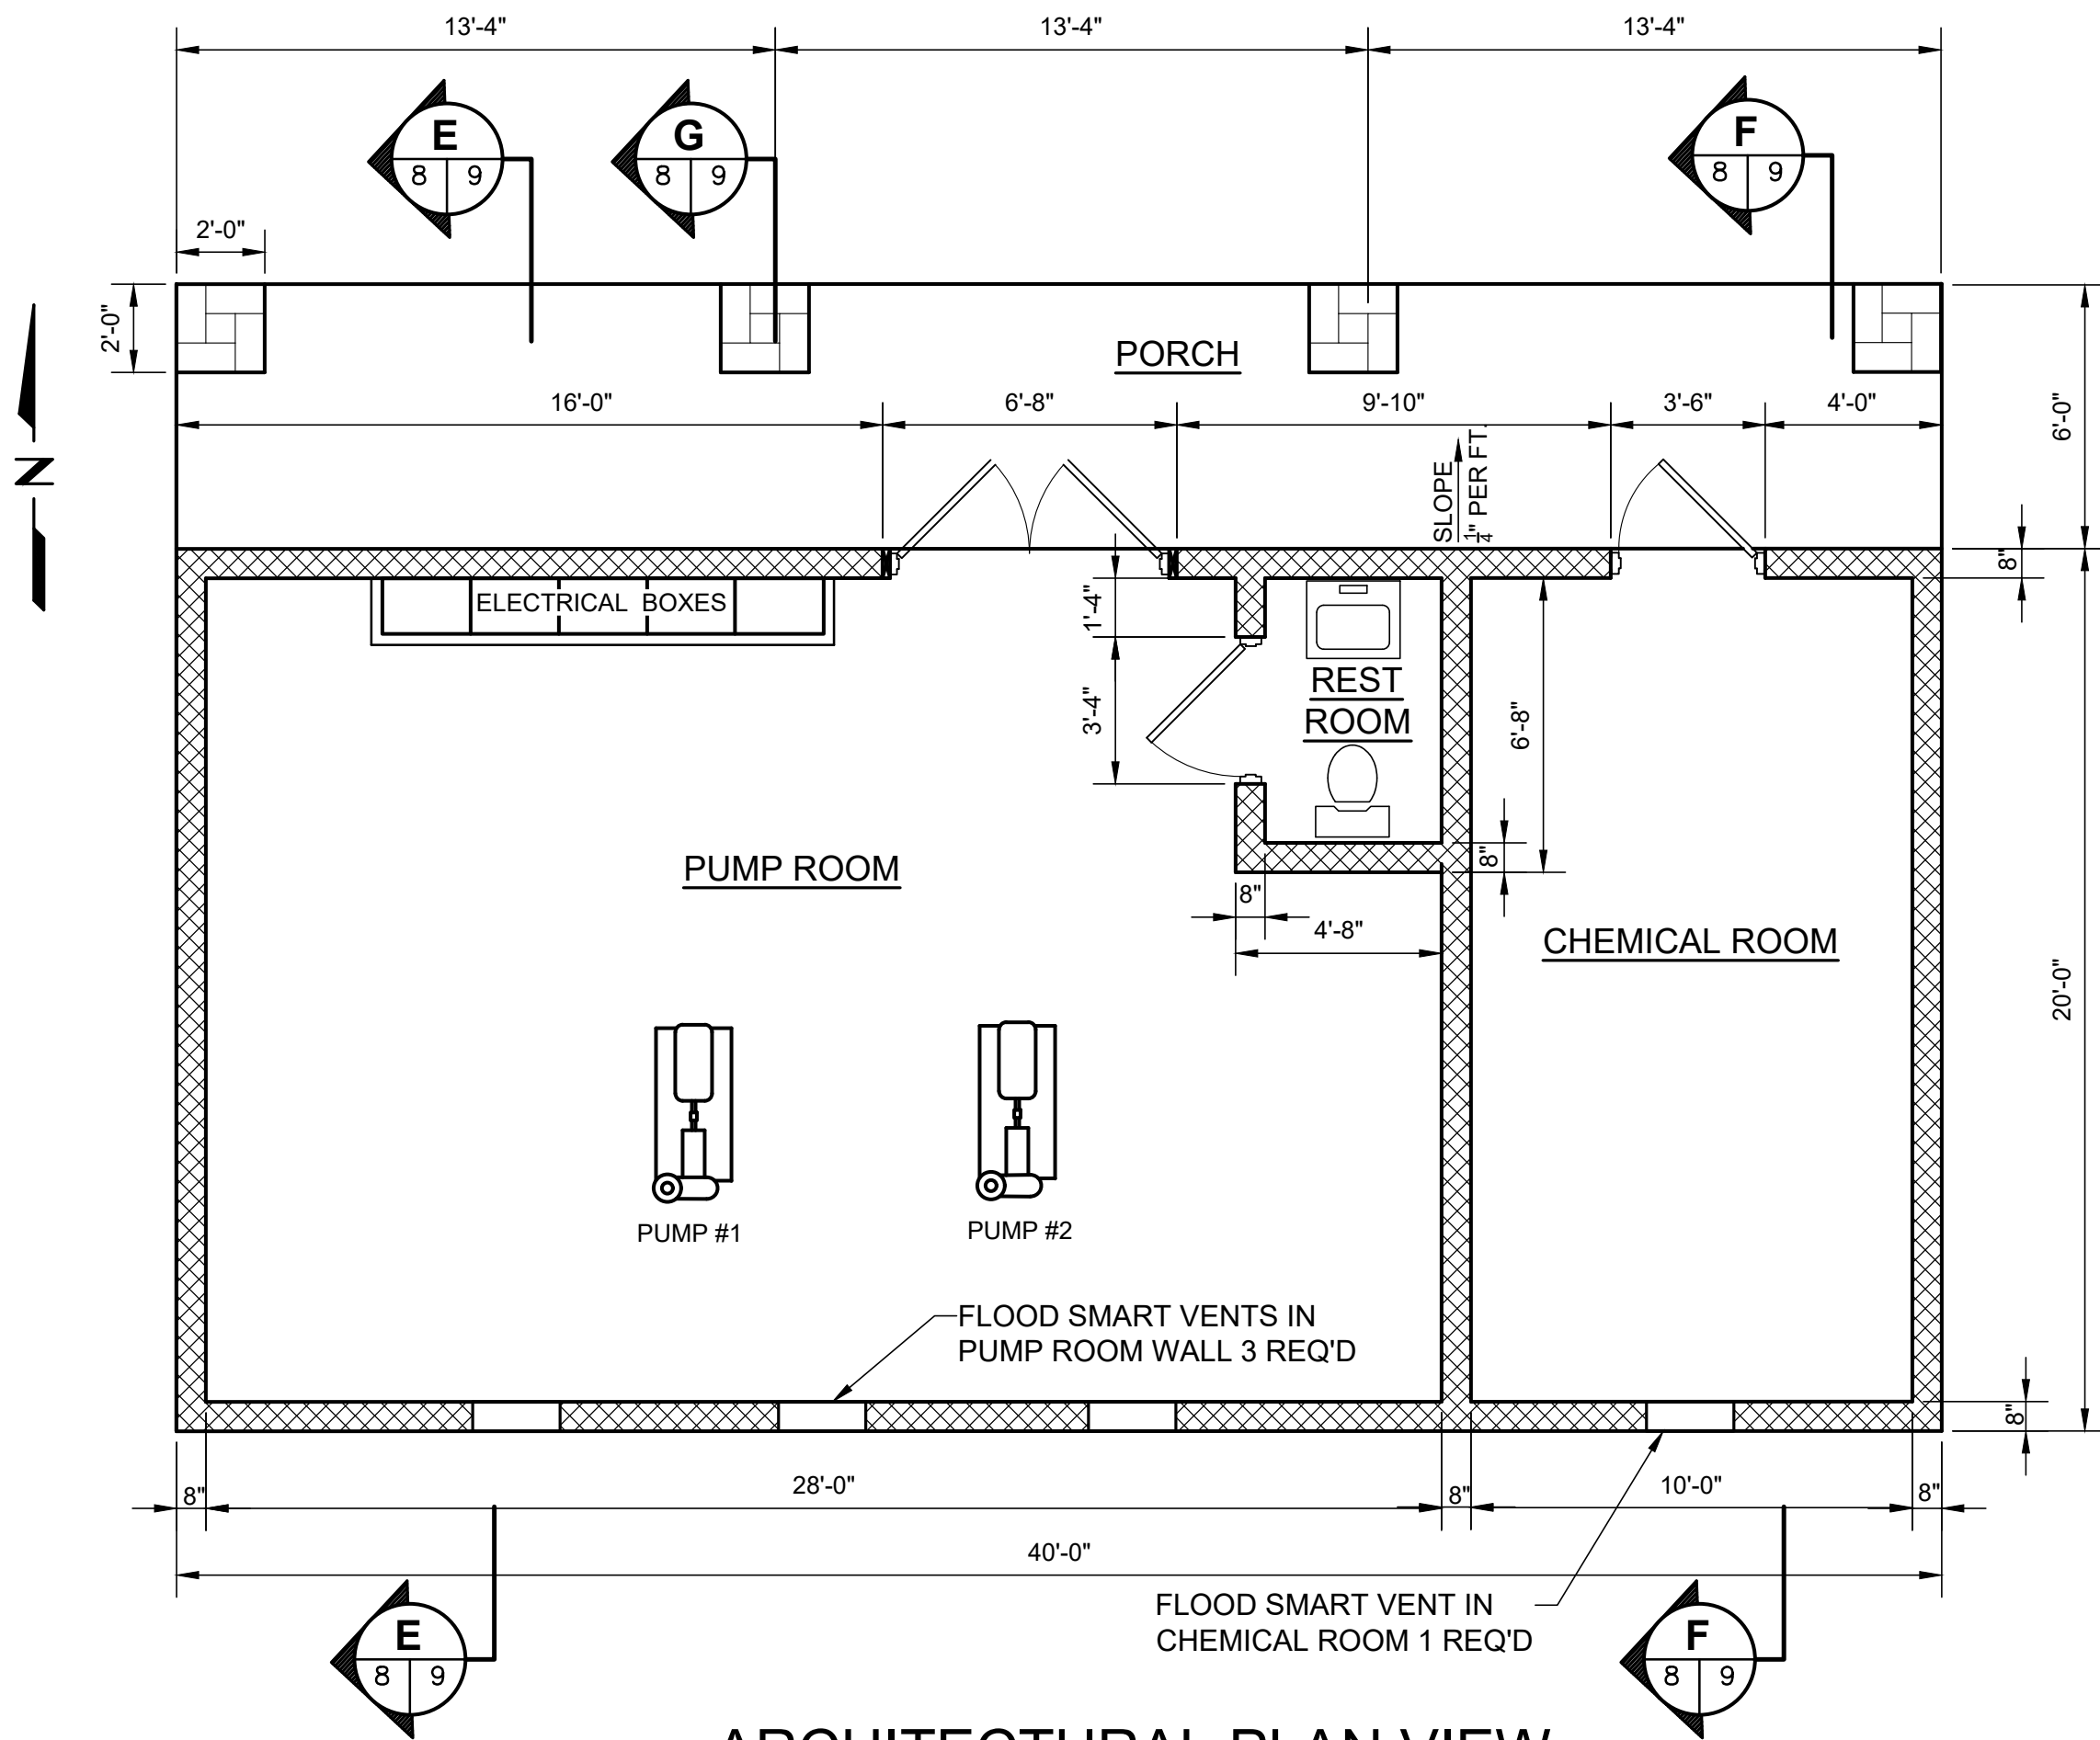 13'-4" 13'-4" 13'-4"
E
8 9
G
8 9
F
8 9
2'-0"
2'-0"
PORCH
16'-0" 6'-8" 9'-10" 3'-6" 4'-0"
6'-0"
N
SLOPE
1/4" PER FT.
8"
ELECTRICAL BOXES
1'-4"
REST
ROOM
3'-4"
6'-8"
8"
PUMP ROOM
8"
4'-8"
CHEMICAL ROOM
20'-0"
PUMP #1
PUMP #2
FLOOD SMART VENTS IN
PUMP ROOM WALL 3 REQ'D
8"
8" 28'-0" 8" 10'-0" 8"
40'-0"
FLOOD SMART VENT IN
CHEMICAL ROOM 1 REQ'D
E
8 9
F
8 9
ARCHITECTURAL PLAN VIEW